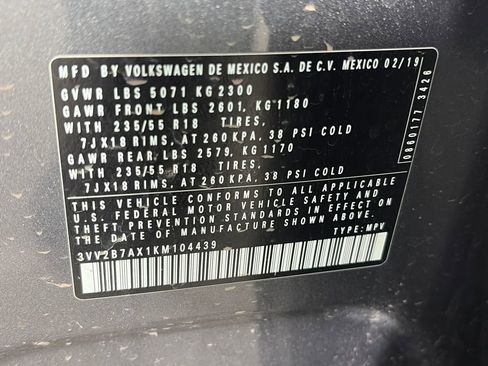 MFD BY VOLKSWAGEN DE MEXICO S.A. DE C.V. MEXICO 02/19
GVWR LBS 5071 KG 2300
GAWR FRONT LBS 2601, KG 1180
WITH 235/55 R18 TIRES,
7JX18 RIMS, AT 260 KPA, 38 PSI COLD
GAWR REAR LBS 2579, KG 1170
WITH 235/55 R18 TIRES,
7JX18 RIMS, AT 260 KPA, 38 PSI COLD
THIS VEHICLE CONFORMS TO ALL APPLICABLE
U.S. FEDERAL MOTOR VEHICLE SAFETY AND
THEFT PREVENTION STANDARDS IN EFFECT ON
THE DATE OF MANUFACTURE SHOWN ABOVE
3VV2B7AX1KM104439
TYPE: MPV
0860177 3426